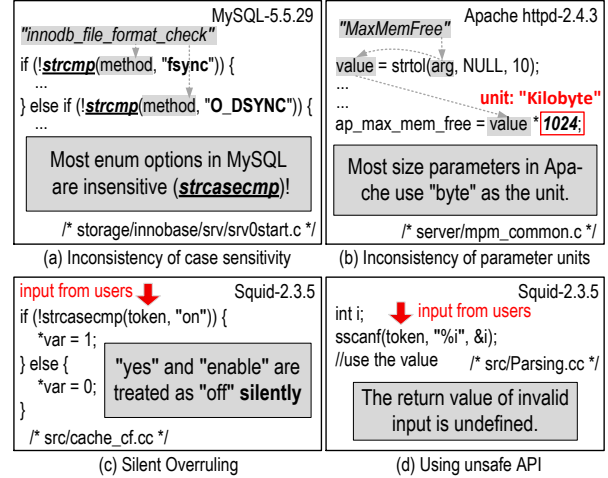 MySQL-5.5.29
"innodb_file_format_check"
if (!strcmp(method, "fsync")) {
...
} else if (!strcmp(method, "O_DSYNC")) {
...
Most enum options in MySQL
are insensitive (strcasecmp)!
/* storage/innobase/srv/srv0start.c */
(a) Inconsistency of case sensitivity
Apache httpd-2.4.3
"MaxMemFree"
value = strtol(arg, NULL, 10);
...
...
unit: "Kilobyte"
ap_max_mem_free = value * 1024;
Most size parameters in Apa-
che use "byte" as the unit.
/* server/mpm_common.c */
(b) Inconsistency of parameter units
input from users
Squid-2.3.5
if (!strcasecmp(token, "on")) {
*var = 1;
} else {
*var = 0;
}
"yes" and "enable" are
treated as "off" silently
/* src/cache_cf.cc */
(c) Silent Overruling
Squid-2.3.5
int i;
input from users
sscanf(token, "%i", &i);
//use the value
/* src/Parsing.cc */
The return value of invalid
input is undefined.
(d) Using unsafe API